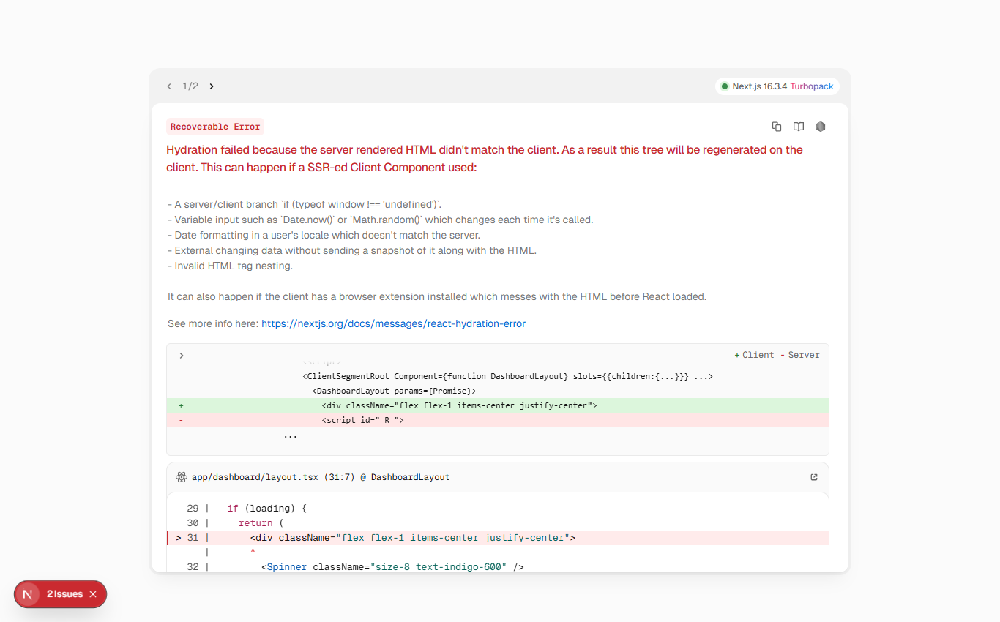 1/2
Next.js 16.3.4 Turbopack
Recoverable Error
Hydration failed because the server rendered HTML didn't match the client. As a result this tree will be regenerated on the
client. This can happen if a SSR-ed Client Component used:
- A server/client branch `if (typeof window !== 'undefined')`.
- Variable input such as `Date.now()` or `Math.random()` which changes each time it's called.
- Date formatting in a user's locale which doesn't match the server.
- External changing data without sending a snapshot of it along with the HTML.
- Invalid HTML tag nesting.
It can also happen if the client has a browser extension installed which messes with the HTML before React loaded.
See more info here: https://nextjs.org/docs/messages/react-hydration-error
+ Client - Server
<script>
<ClientSegmentRoot Component={function DashboardLayout} slots={{children:{...}}} ...>
<DashboardLayout params={Promise}>
+ <div className="flex flex-1 items-center justify-center">
- <script id="_R_">
...
app/dashboard/layout.tsx (31:7) @ DashboardLayout
29 | if (loading) {
30 | return (
> 31 | <div className="flex flex-1 items-center justify-center">
| ^
32 | <Spinner className="size-8 text-indigo-600" />
N 2 Issues ×